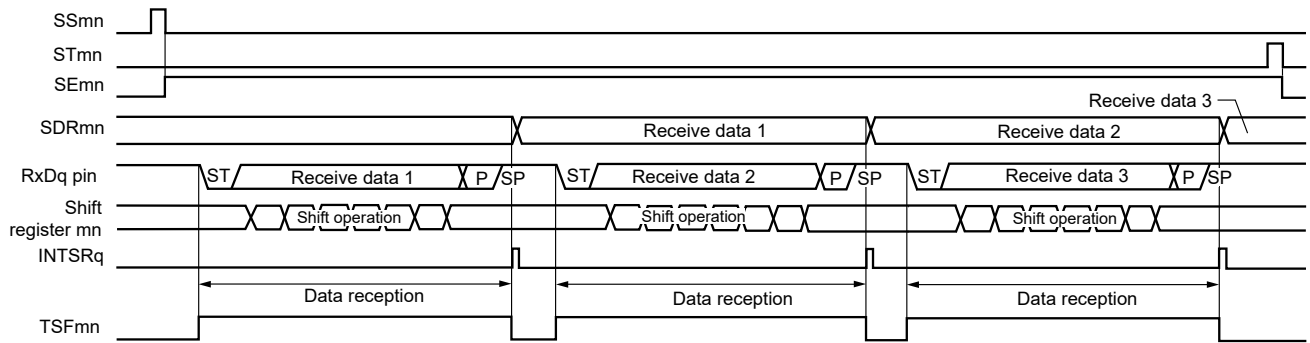 SSmn
STmn
SEmn
Receive data 3
SDRmn Receive data 1 Receive data 2
RxDq pin ST Receive data 1 P SP ST Receive data 2 P SP ST Receive data 3 P SP
Shift register mn Shift operation Shift operation Shift operation
INTSRq
Data reception Data reception Data reception
TSFmn